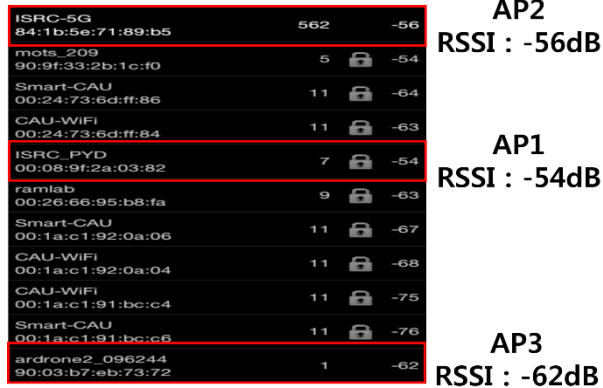 ISRC-5G 562 -56
84:1b:5e:71:89:b5
mots_209 5 -54
90:9f:33:2b:1c:f0
Smart-CAU 11 -64
00:24:73:6d:ff:86
CAU-WiFi 11 -63
00:24:73:6d:ff:84
ISRC_PYD 7 -54
00:08:9f:2a:03:82
ramlab 9 -63
00:26:66:95:b8:fa
Smart-CAU 11 -67
00:1a:c1:92:0a:06
CAU-WiFi 11 -68
00:1a:c1:92:0a:04
CAU-WiFi 11 -75
00:1a:c1:91:bc:c4
Smart-CAU 11 -76
00:1a:c1:91:bc:c6
ardrone2_096244 1 -62
90:03:b7:eb:73:72
AP2
RSSI : -56dB
AP1
RSSI : -54dB
AP3
RSSI : -62dB